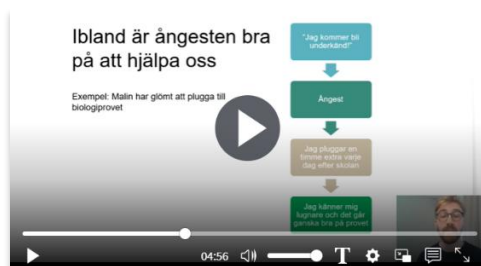 Ibland är ångesten bra
på att hjälpa oss
Exempel: Malin har glömt att plugga till
biologiprovet
"Jag kommer bli
underkänd!"
Ångest
Jag pluggar en
timme extra varje
dag efter skolan
Jag känner mig
lugnare och det går
ganska bra på provet
04:56
T